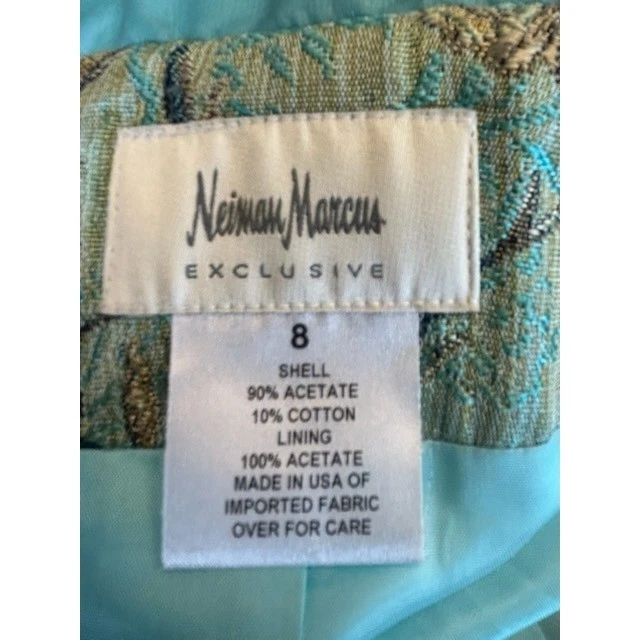 Neiman Marcus
EXCLUSIVE
8
SHELL
90% ACETATE
10% COTTON
LINING
100% ACETATE
MADE IN USA OF
IMPORTED FABRIC
OVER FOR CARE